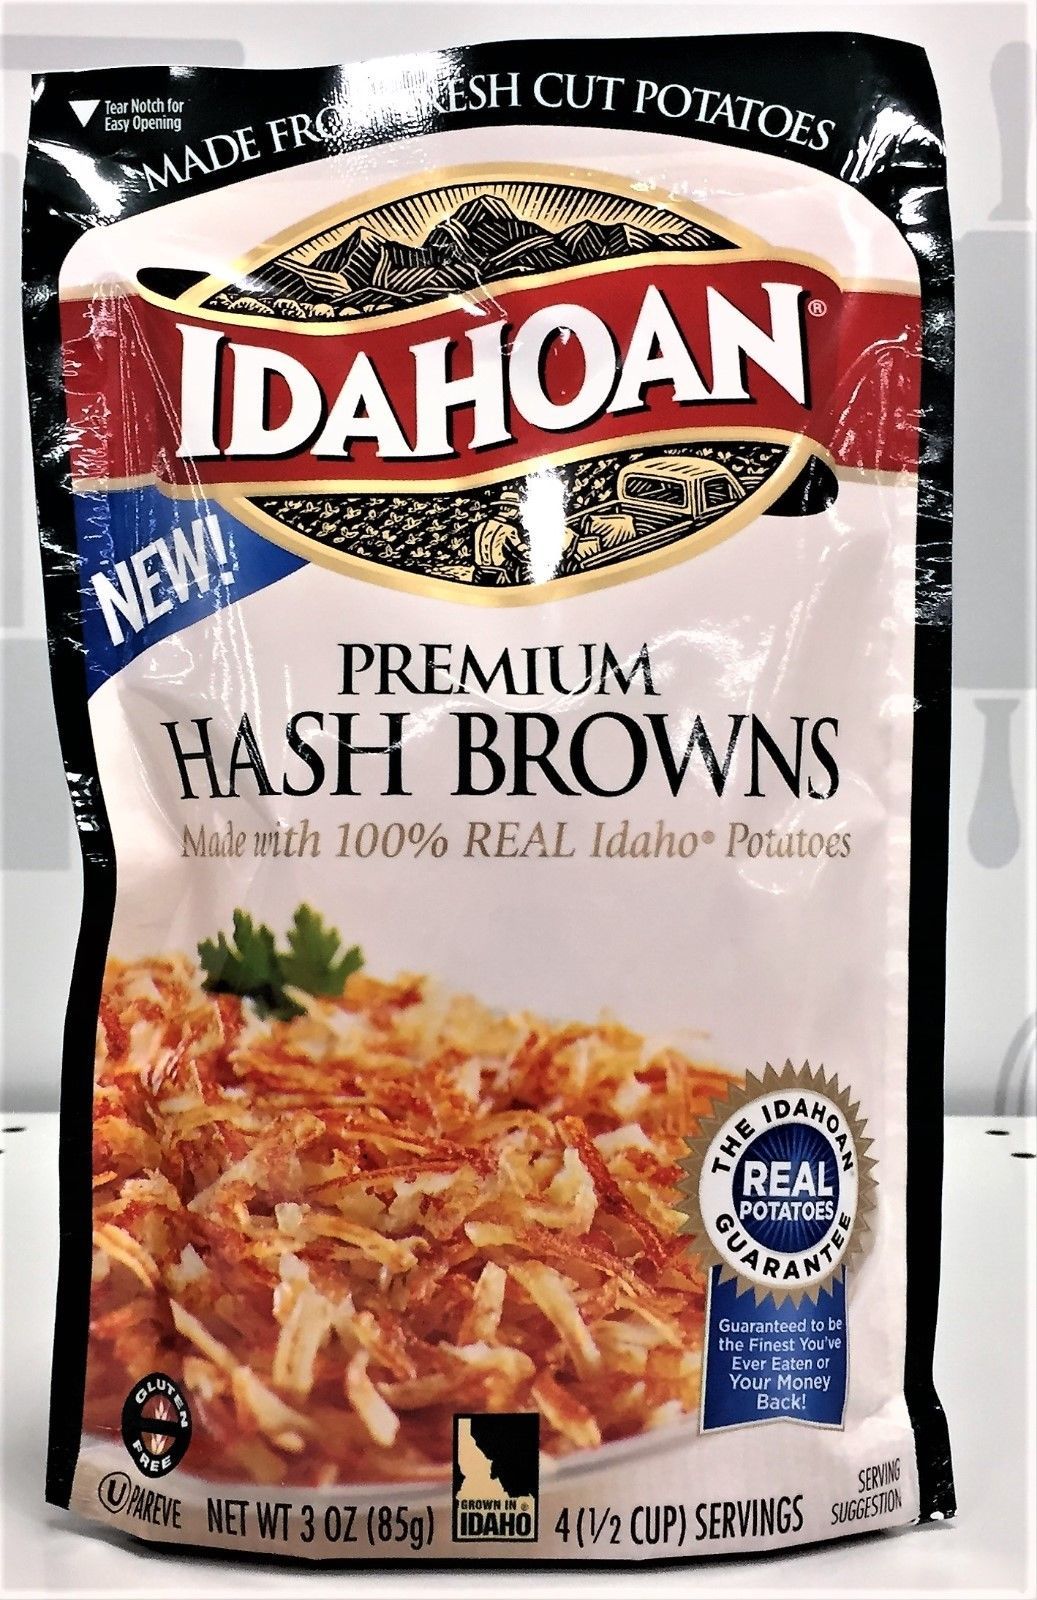 Tear Notch for
Easy Opening
MADE FROM FRESH CUT POTATOES
IDAHOAN®
NEW!
PREMIUM
HASH BROWNS
Made with 100% REAL Idaho® Potatoes
THE IDAHOAN
REAL
POTATOES
GUARANTEE
Guaranteed to be
the Finest You've
Ever Eaten or
Your Money
Back!
GLUTEN
FREE
U PAREVE
NET WT 3 OZ (85g)
GROWN IN ®
IDAHO
4 (1/2 CUP) SERVINGS
SERVING
SUGGESTION